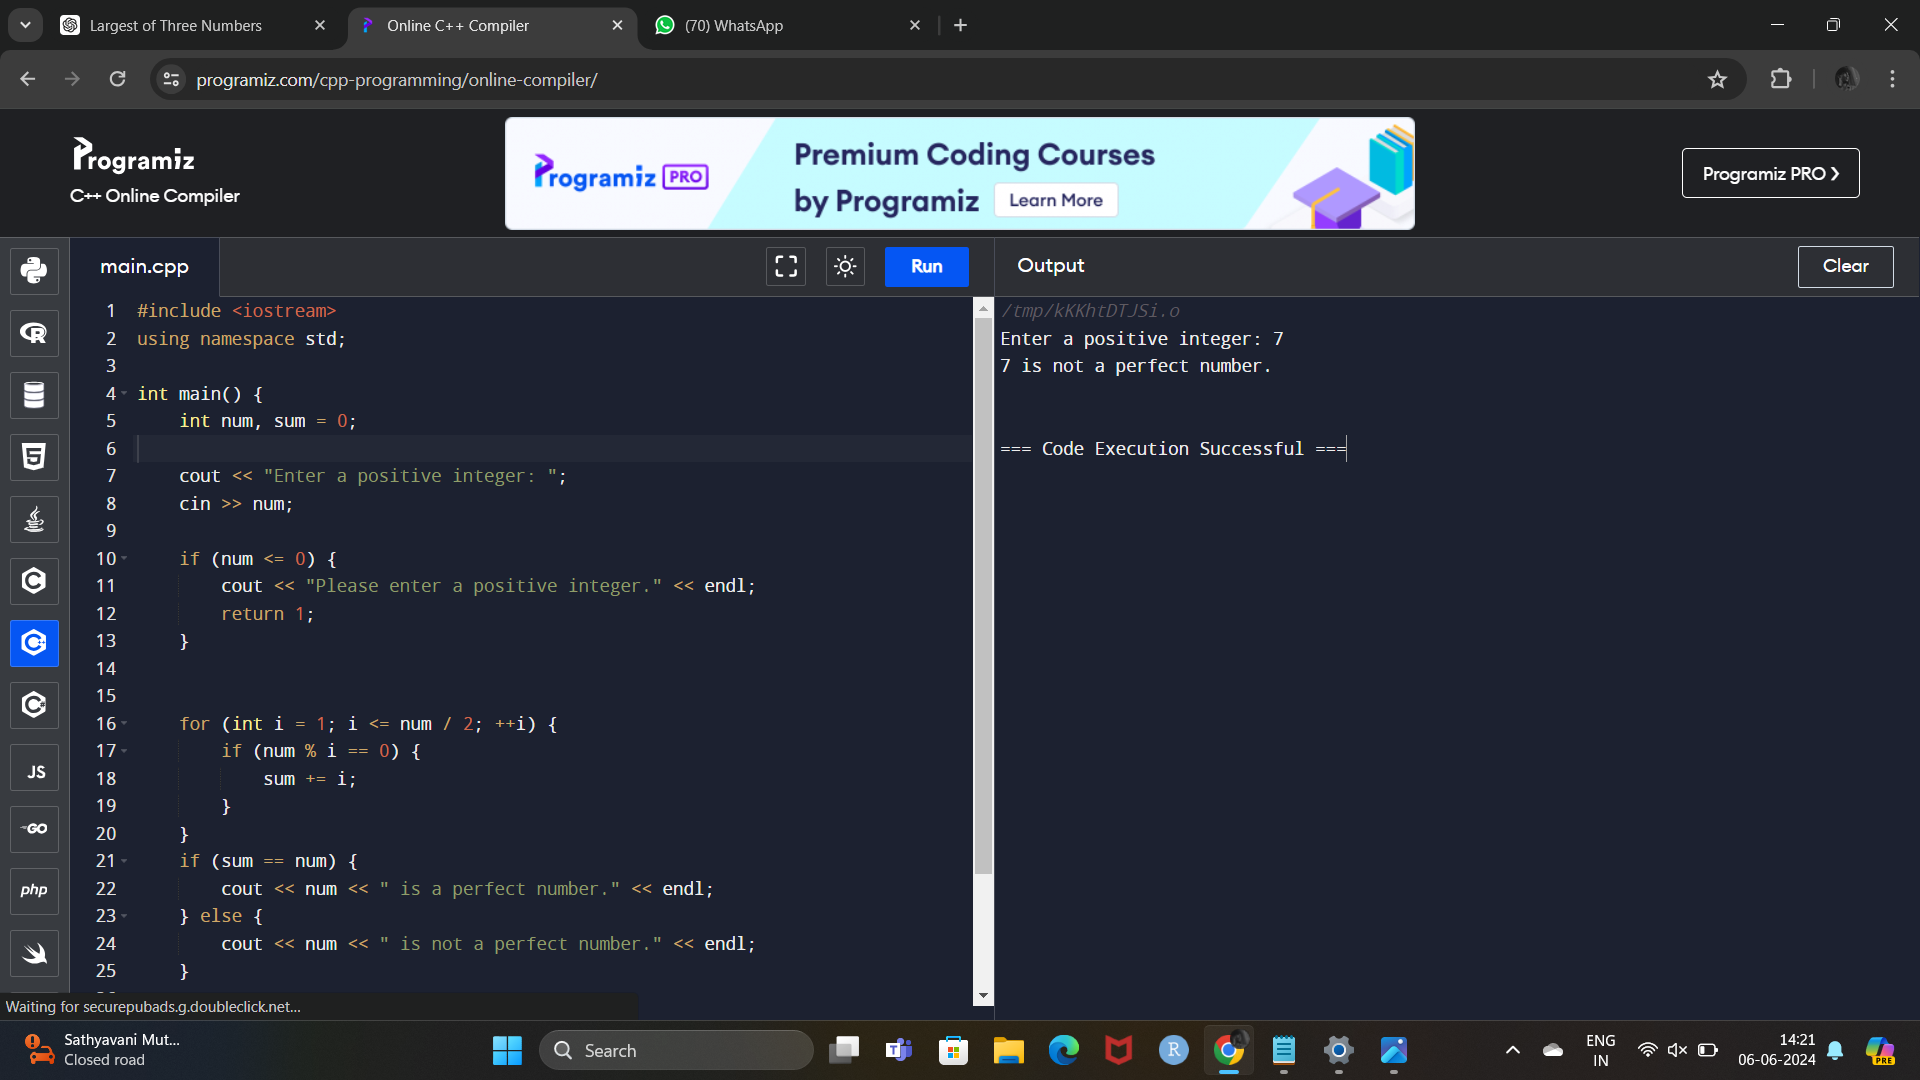 Largest of Three Numbers
Online C++ Compiler
(70) WhatsApp
programiz.com/cpp-programming/online-compiler/
Programiz
C++ Online Compiler
Programiz PRO
Premium Coding Courses
by Programiz
Learn More
Programiz PRO
main.cpp
Run
Output
Clear
1 #include <iostream>
2 using namespace std;
3
4 int main() {
5 int num, sum = 0;
6
7 cout << "Enter a positive integer: ";
8 cin >> num;
9
10 if (num <= 0) {
11 cout << "Please enter a positive integer." << endl;
12 return 1;
13 }
14
15
16 for (int i = 1; i <= num / 2; ++i) {
17 if (num % i == 0) {
18 sum += i;
19 }
20 }
21 if (sum == num) {
22 cout << num << " is a perfect number." << endl;
23 } else {
24 cout << num << " is not a perfect number." << endl;
25 }
/tmp/kKKhtDTJSi.o
Enter a positive integer: 7
7 is not a perfect number.
=== Code Execution Successful ===
R
5
C
C++
C#
JS
GO
php
Waiting for securepubads.g.doubleclick.net...
Sathyavani Mut...
Closed road
Search
T
R
ENG
IN
14:21
06-06-2024
PRE